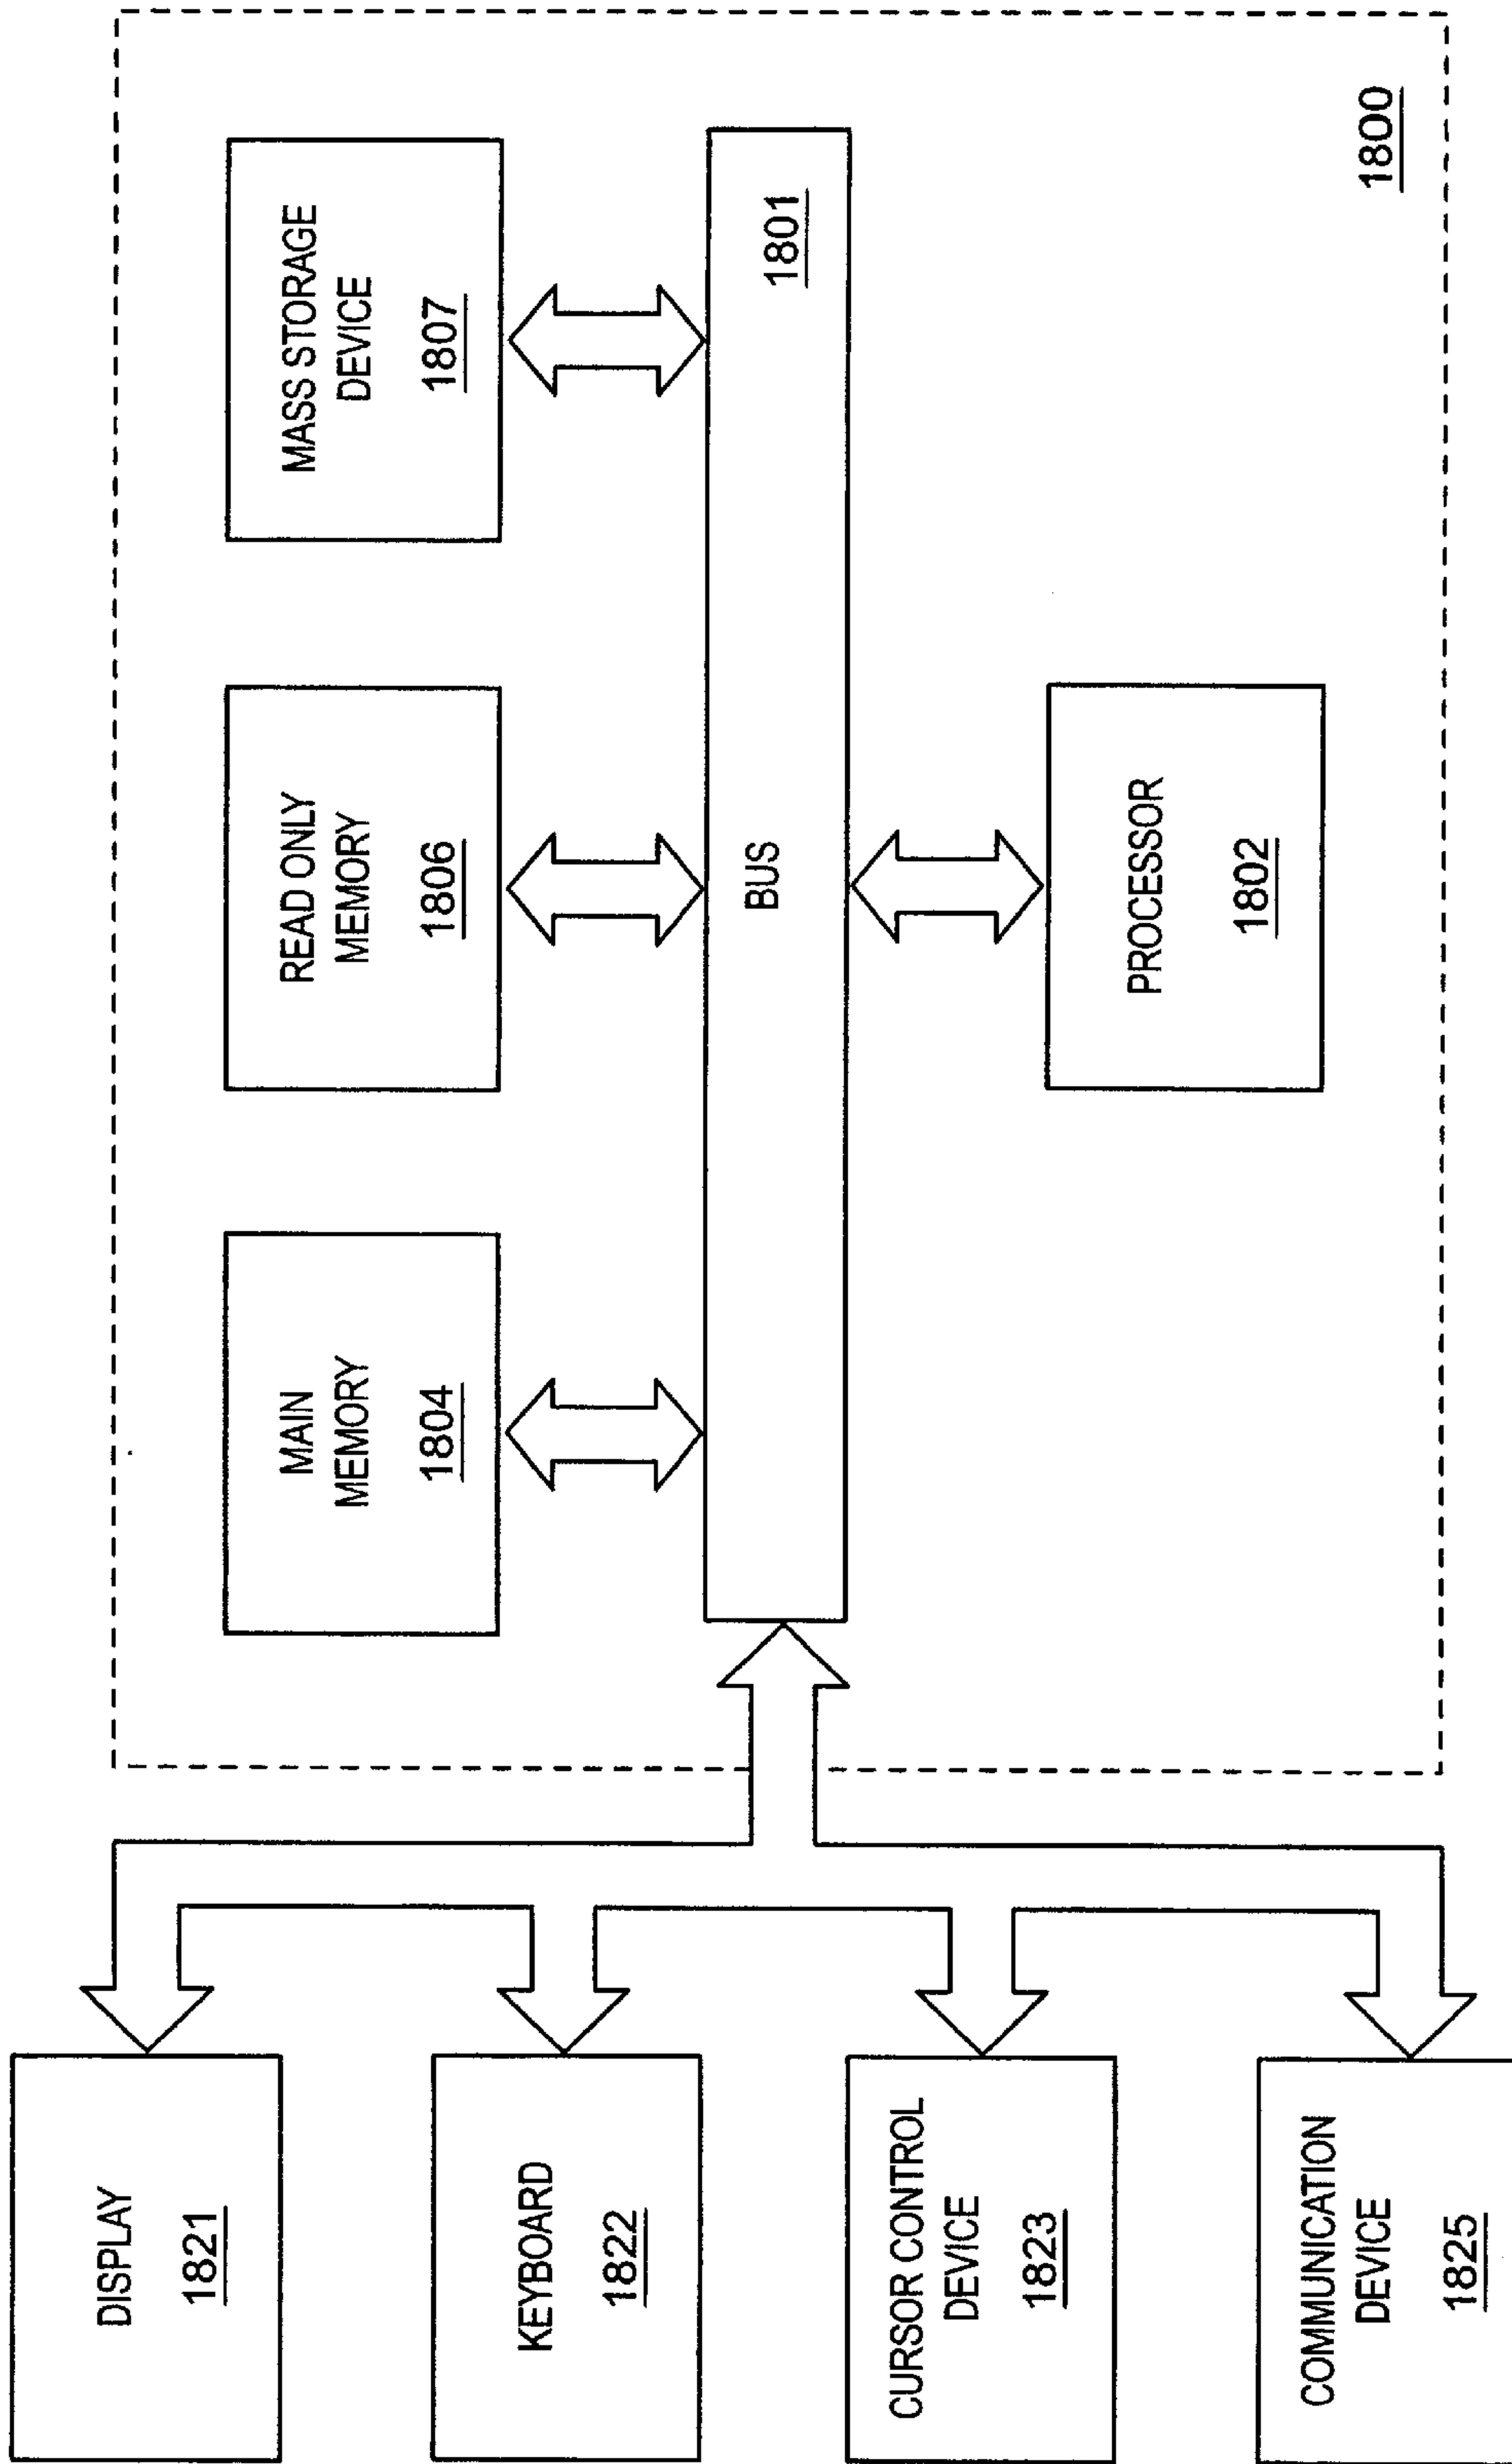 DISPLAY
1821
KEYBOARD
1822
CURSOR CONTROL
DEVICE
1823
COMMUNICATION
DEVICE
1825
MAIN
MEMORY
1804
READ ONLY
MEMORY
1806
MASS STORAGE
DEVICE
1807
BUS
1801
PROCESSOR
1802
1800